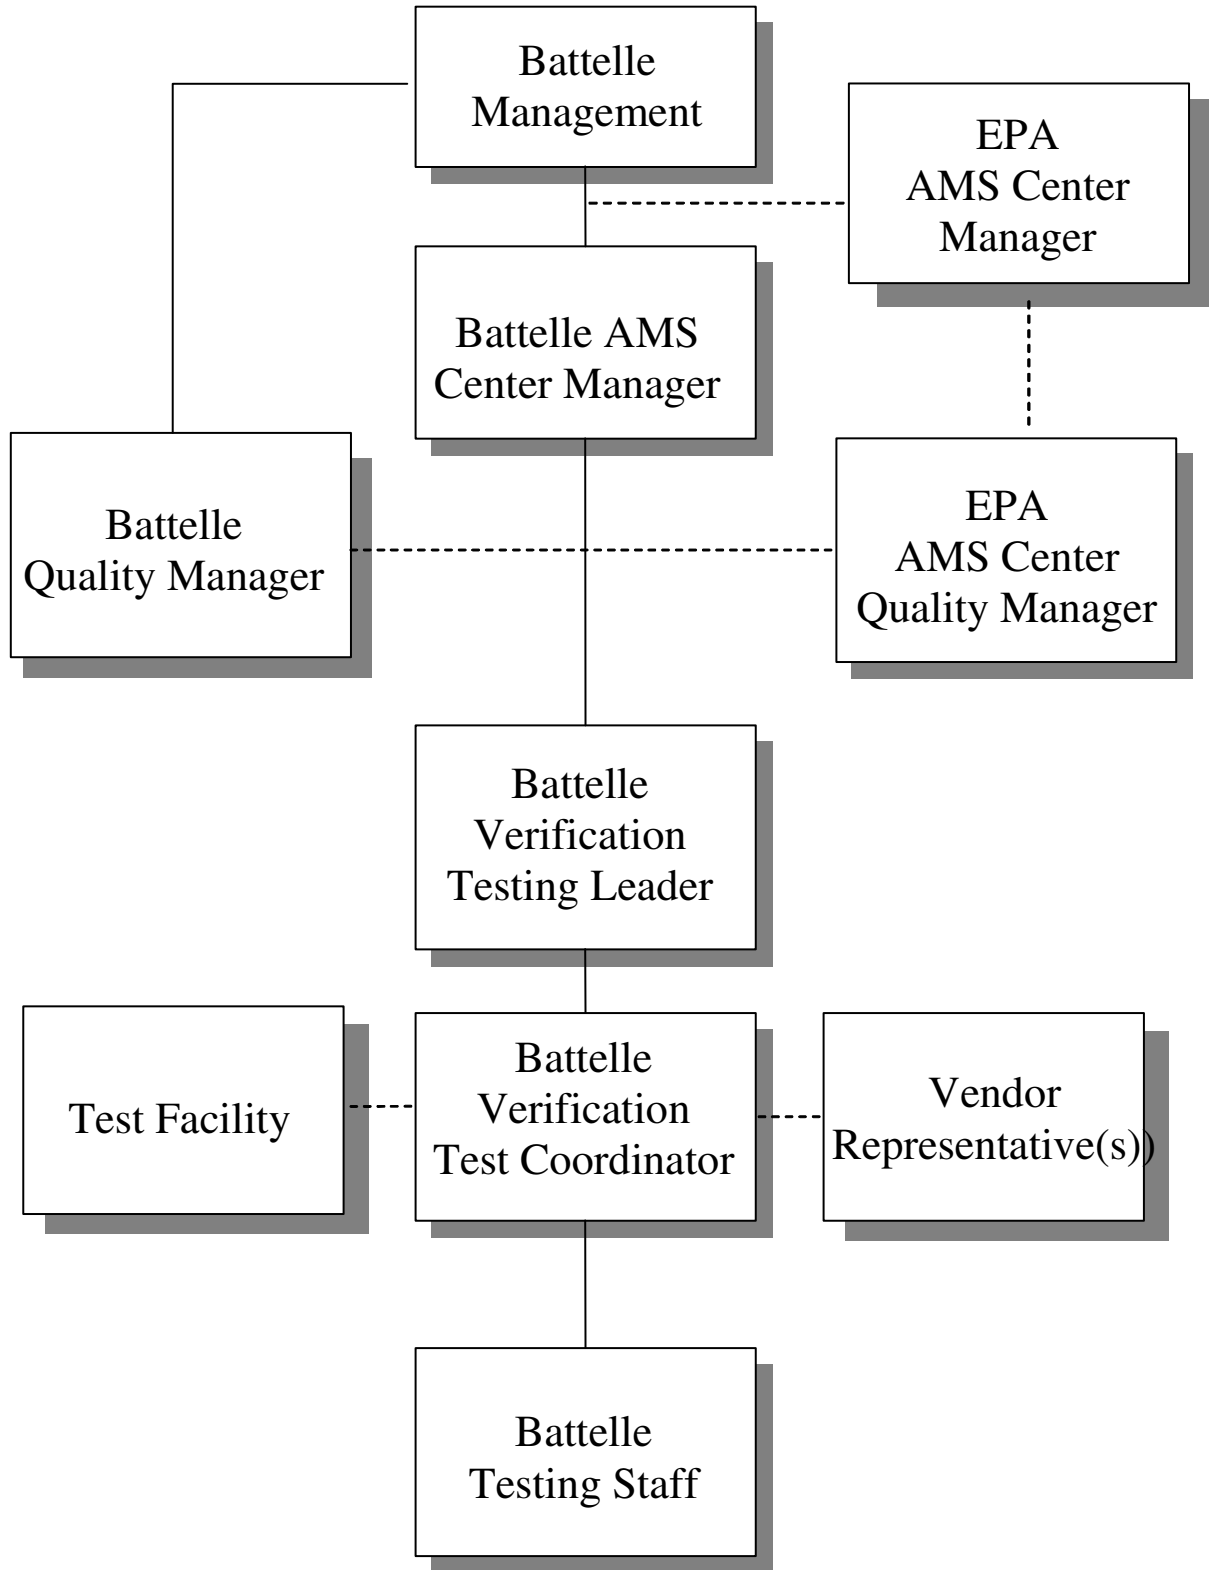 Battelle
Management
EPA
AMS Center
Manager
Battelle AMS
Center Manager
Battelle
Quality Manager
EPA
AMS Center
Quality Manager
Battelle
Verification
Testing Leader
Test Facility
Battelle
Verification
Test Coordinator
Vendor
Representative(s))
Battelle
Testing Staff